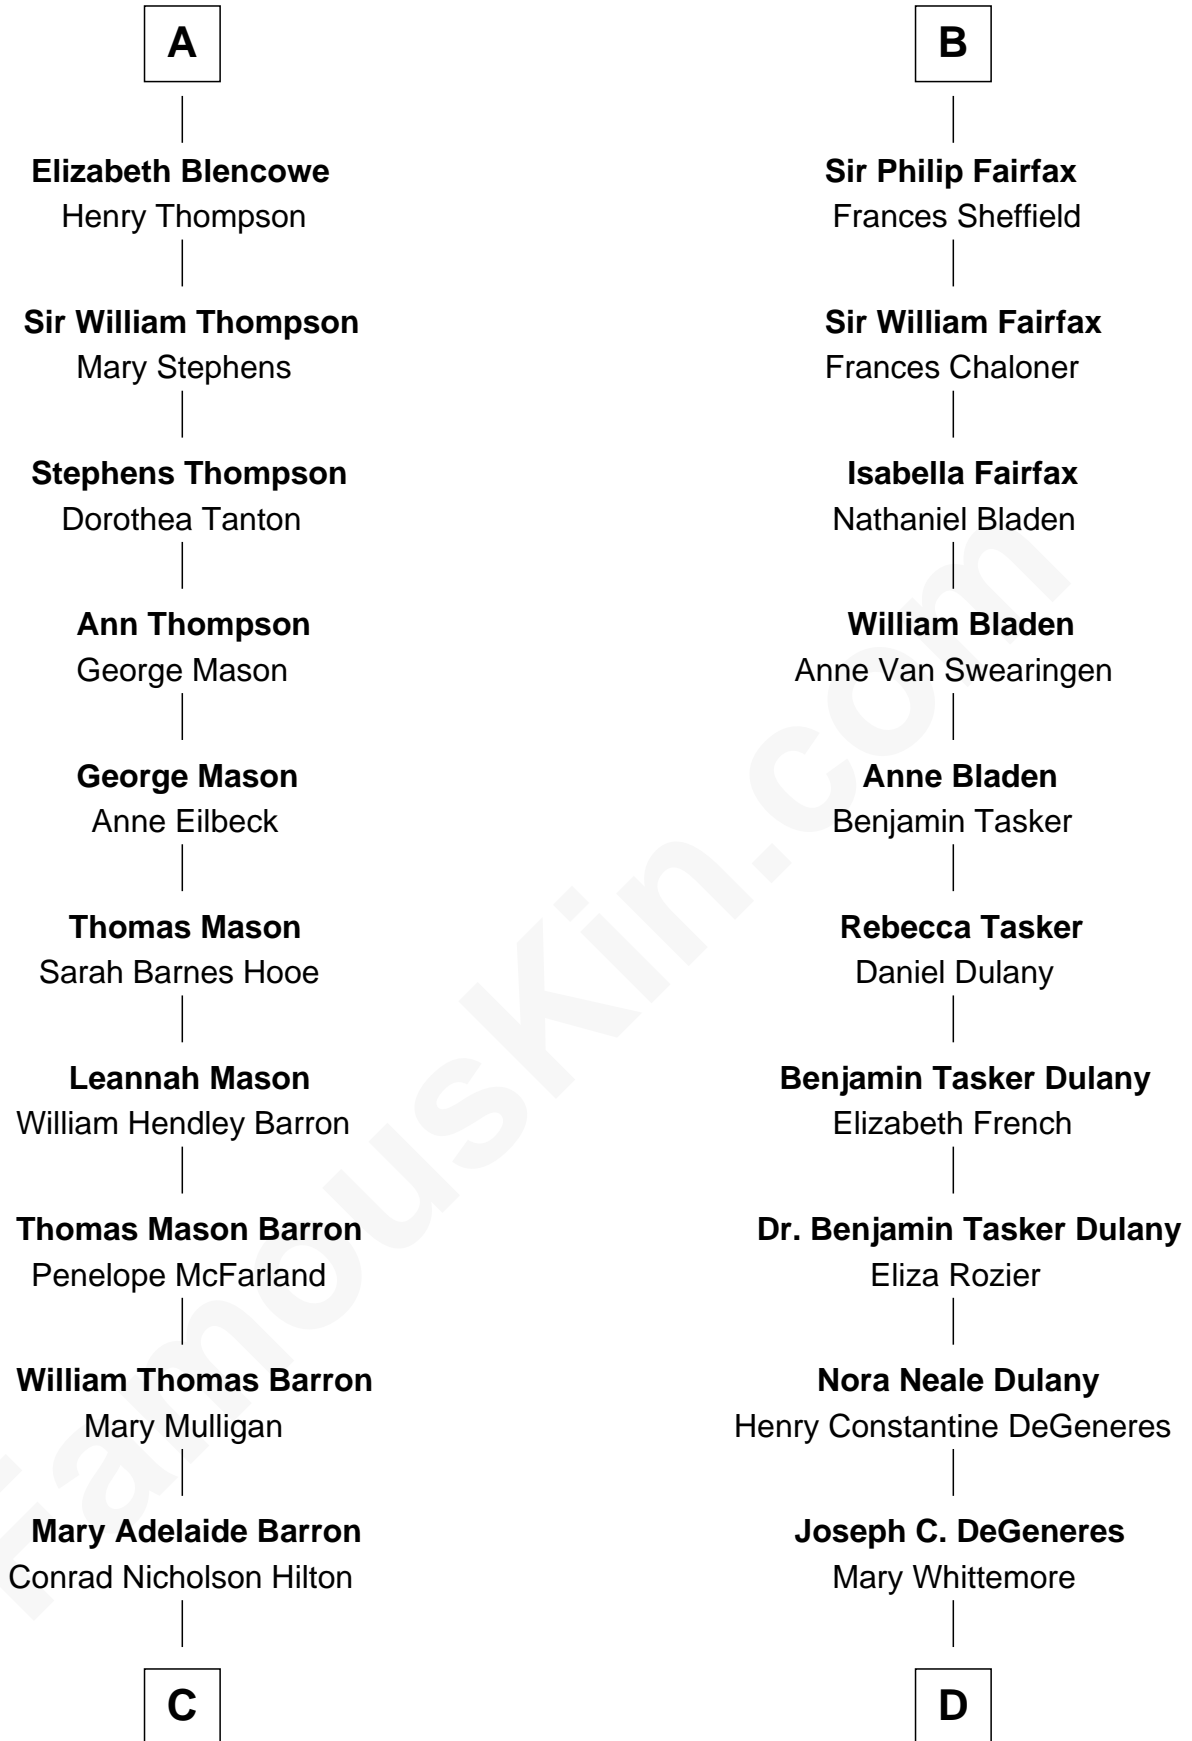 A
Elizabeth Blencowe
Henry Thompson
Sir William Thompson
Mary Stephens
Stephens Thompson
Dorothea Tanton
Ann Thompson
George Mason
George Mason
Anne Eilbeck
Thomas Mason
Sarah Barnes Hooe
Leannah Mason
William Hendley Barron
Thomas Mason Barron
Penelope McFarland
William Thomas Barron
Mary Mulligan
Mary Adelaide Barron
Conrad Nicholson Hilton
C
B
Sir Philip Fairfax
Frances Sheffield
Sir William Fairfax
Frances Chaloner
Isabella Fairfax
Nathaniel Bladen
William Bladen
Anne Van Swearingen
Anne Bladen
Benjamin Tasker
Rebecca Tasker
Daniel Dulany
Benjamin Tasker Dulany
Elizabeth French
Dr. Benjamin Tasker Dulany
Eliza Rozier
Nora Neale Dulany
Henry Constantine DeGeneres
Joseph C. DeGeneres
Mary Whittemore
D
FamousKin.com